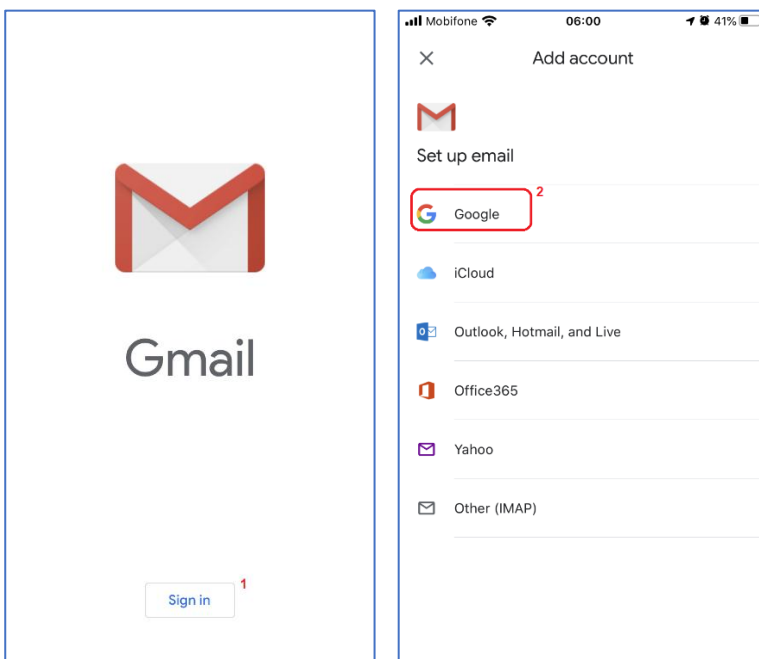 Gmail
Sign in
1
Mobifone 06:00 41%
Add account
Set up email
Google
2
iCloud
Outlook, Hotmail, and Live
Office365
Yahoo
Other (IMAP)